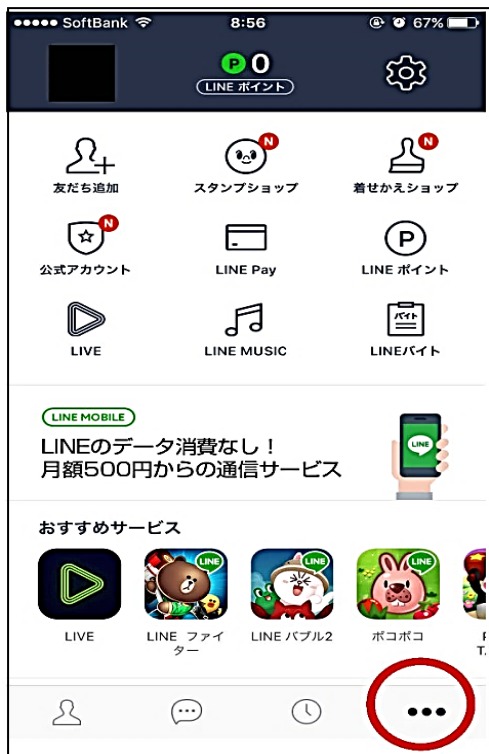 SoftBank 8:56 67%
P 0
LINE ポイント
N N
友だち追加 スタンプショップ 着せかえショップ
N P
公式アカウント LINE Pay LINE ポイント
バイト
LIVE LINE MUSIC LINEバイト
LINE MOBILE
LINEのデータ消費なし！
月額500円からの通信サービス
LINE
おすすめサービス
LINE LINE LINE
LIVE LINE ファイ LINE バブル2 ポコポコ
ター T.